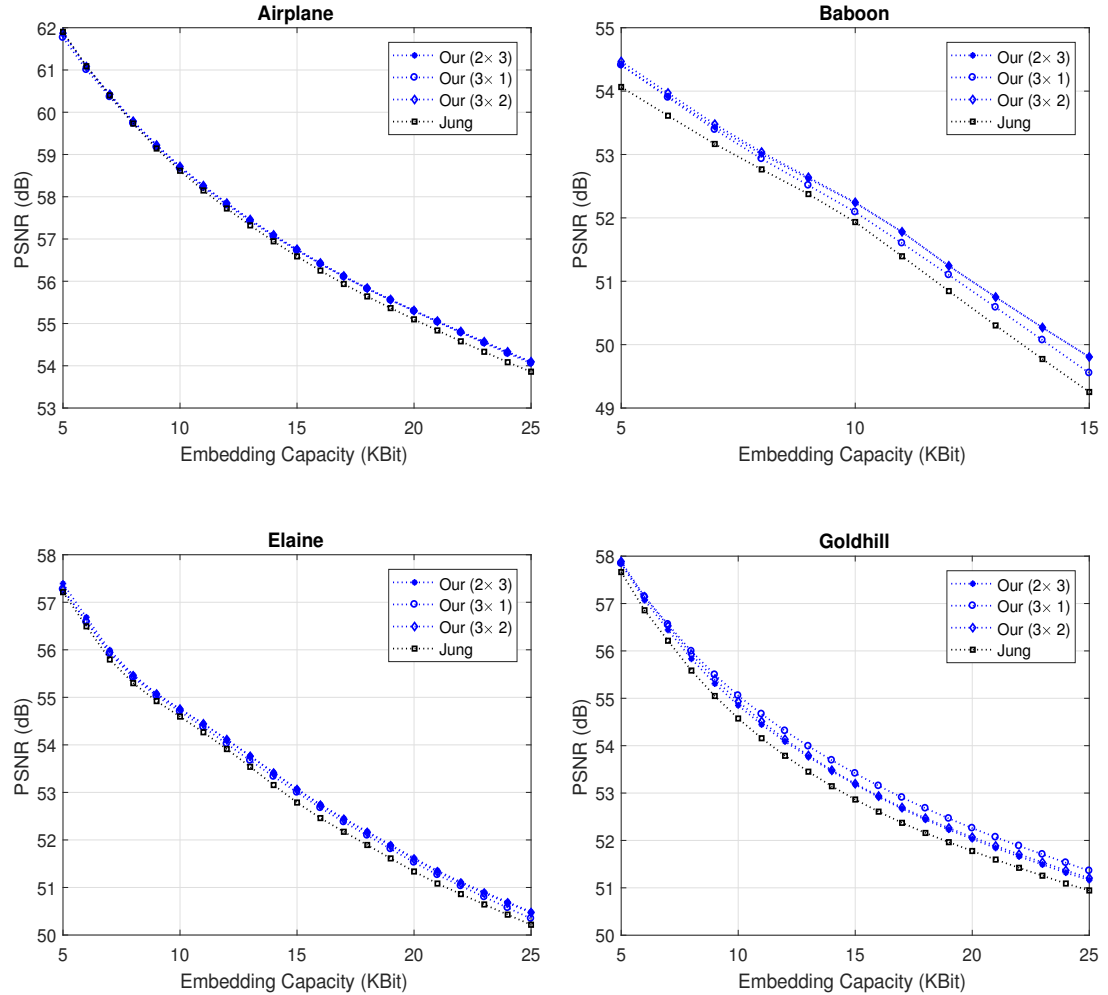 Airplane
62
61
60
59
58
57
56
55
54
53
PSNR (dB)
5 10 15 20 25
Embedding Capacity (KBit)
Our (2× 3)
Our (3× 1)
Our (3× 2)
Jung
Baboon
55
54
53
52
51
50
49
PSNR (dB)
5 10 15
Embedding Capacity (KBit)
Our (2× 3)
Our (3× 1)
Our (3× 2)
Jung
Elaine
58
57
56
55
54
53
52
51
50
PSNR (dB)
5 10 15 20 25
Embedding Capacity (KBit)
Our (2× 3)
Our (3× 1)
Our (3× 2)
Jung
Goldhill
58
57
56
55
54
53
52
51
50
PSNR (dB)
5 10 15 20 25
Embedding Capacity (KBit)
Our (2× 3)
Our (3× 1)
Our (3× 2)
Jung